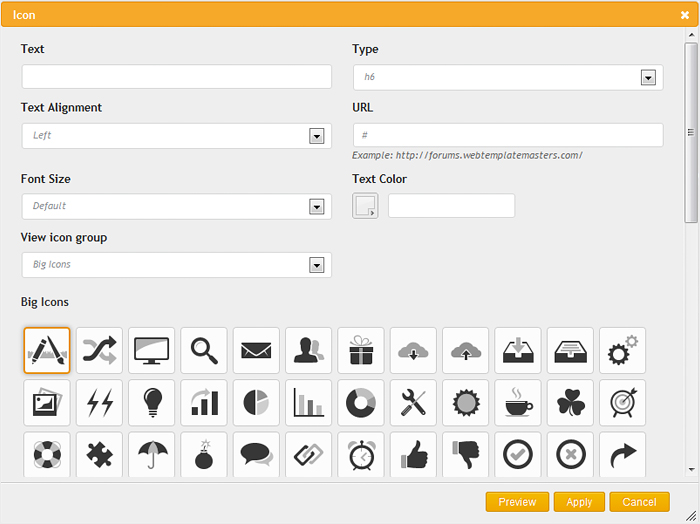 Icon
Text
Type
h6
Text Alignment
URL
Left
#
Example: http://forums.webtemplatemasters.com/
Font Size
Text Color
Default
View icon group
Big Icons
Big Icons
Preview
Apply
Cancel